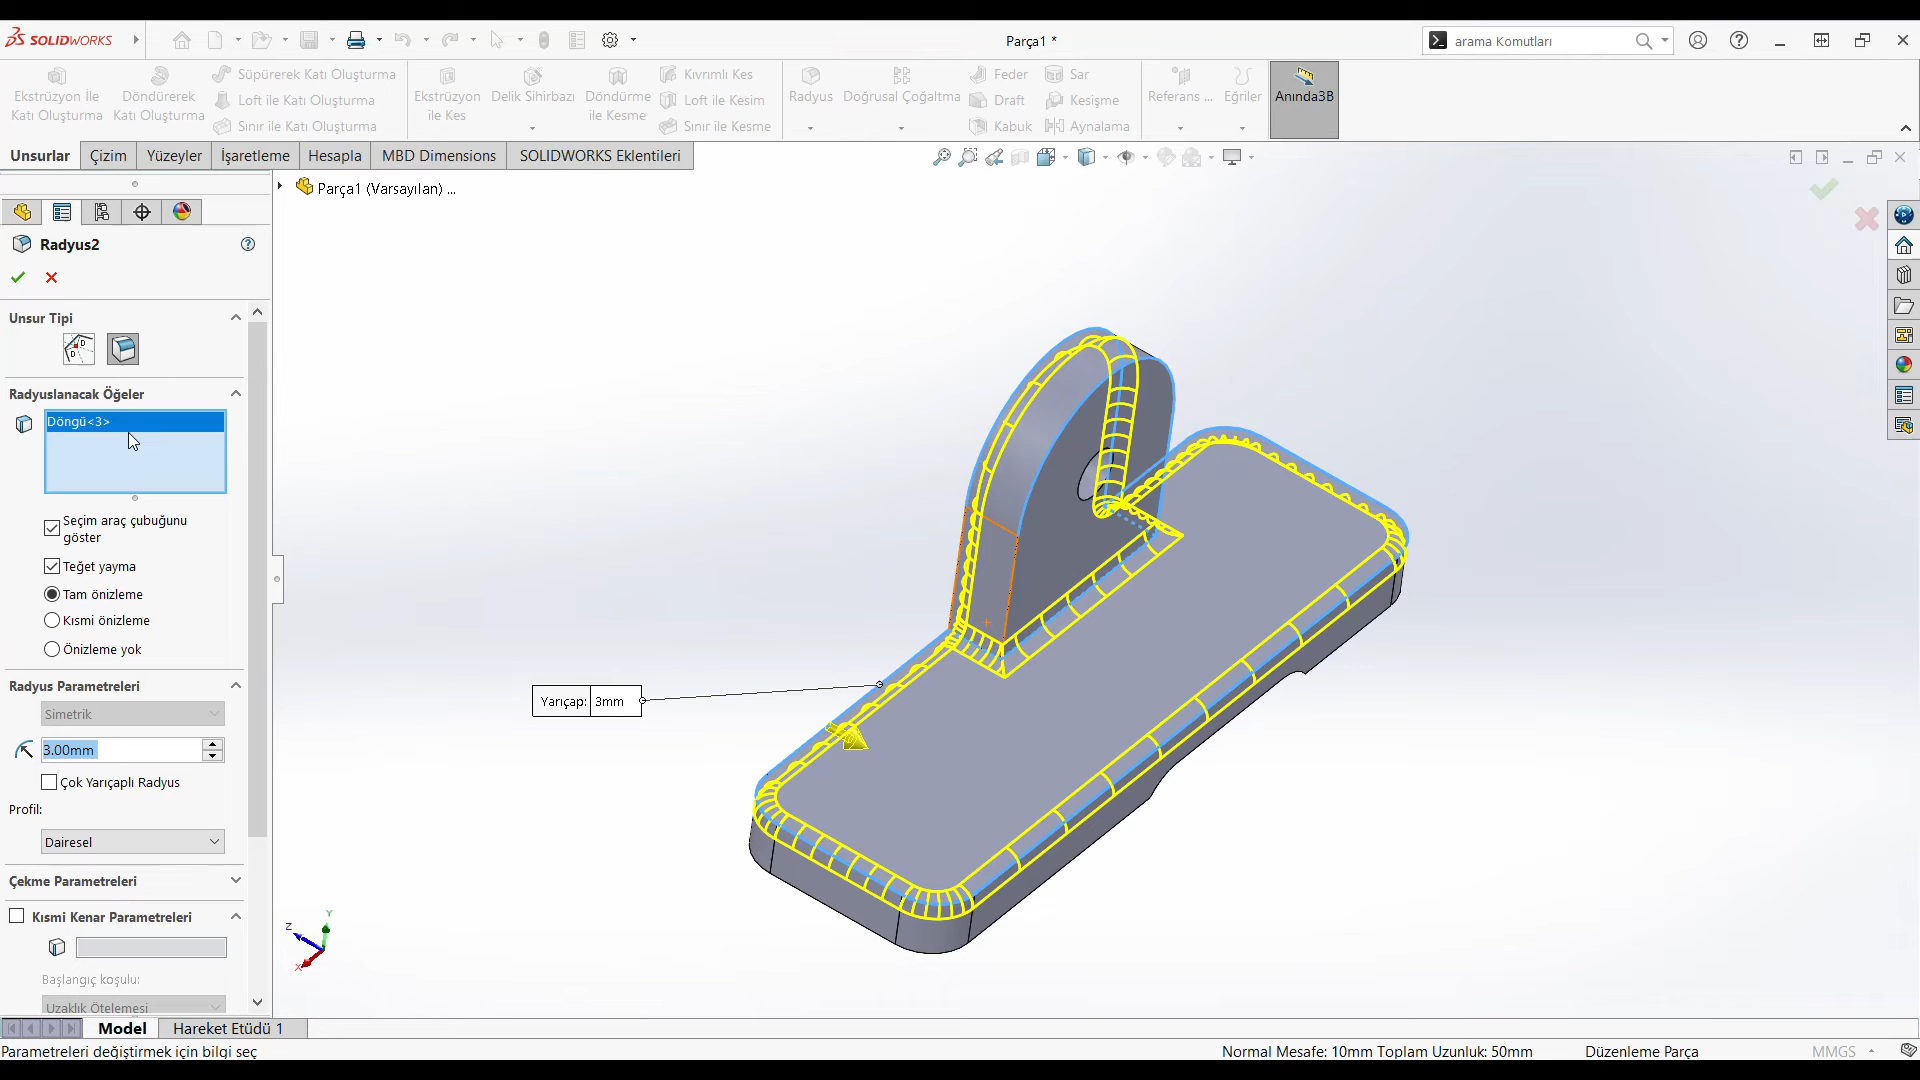 SOLIDWORKS
Parça1 *
arama Komutları
Ekstrüzyon İle
Katı Oluşturma
Döndürerek
Katı Oluşturma
Süpürerek Katı Oluşturma
Loft ile Katı Oluşturma
Sınır ile Katı Oluşturma
Ekstrüzyon
ile Kes
Delik Sihirbazı
Döndürme
ile Kesme
Kıvrımlı Kes
Loft ile Kesim
Sınır ile Kesme
Radyus
Doğrusal Çoğaltma
Feder
Draft
Kabuk
Sar
Kesişme
Aynalama
Referans ...
Eğriler
Anında3B
Unsurlar
Çizim
Yüzeyler
İşaretleme
Hesapla
MBD Dimensions
SOLIDWORKS Eklentileri
Parça1 (Varsayılan) ...
Radyus2
Unsur Tipi
Radyuslanacak Öğeler
Döngü<3>
Seçim araç çubuğunu
göster
Teğet yayma
Tam önizleme
Kısmi önizleme
Önizleme yok
Radyus Parametreleri
Simetrik
3.00mm
Çok Yarıçaplı Radyus
Profil:
Dairesel
Çekme Parametreleri
Kısmi Kenar Parametreleri
Başlangıç koşulu:
Uzaklık Ötelemesi
Yarıçap: 3mm
Y
Z
X
Model
Hareket Etüdü 1
Parametreleri değiştirmek için bilgi seç
Normal Mesafe: 10mm Toplam Uzunluk: 50mm
Düzenleme Parça
MMGS